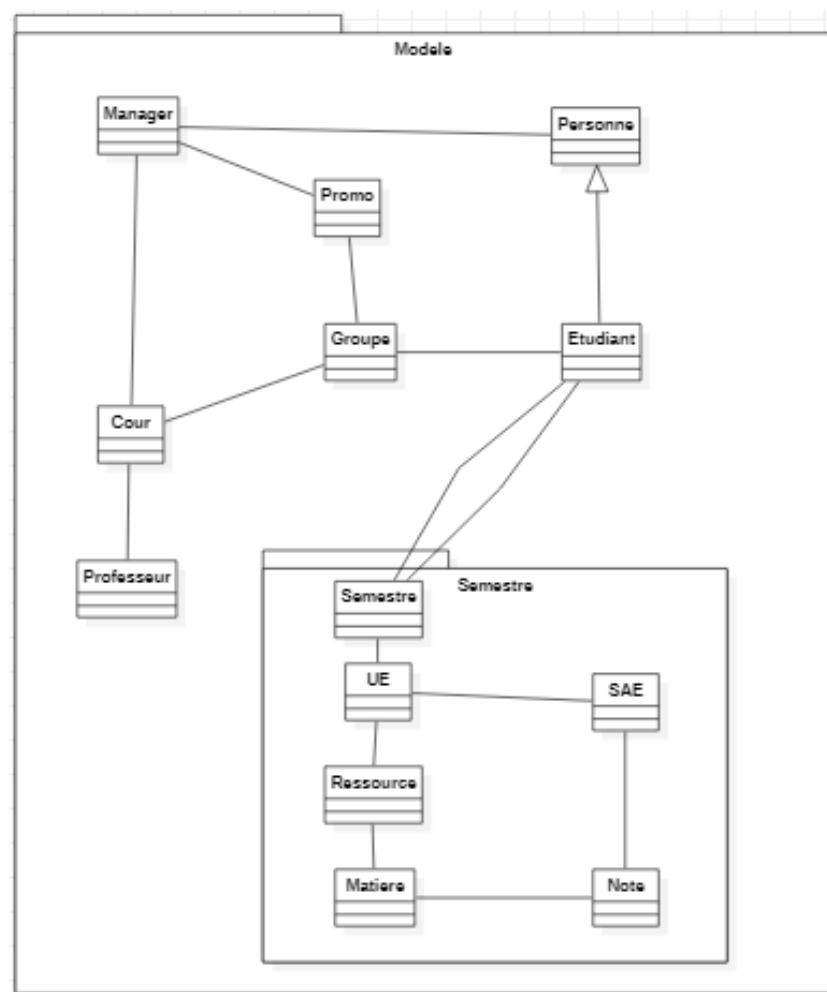 Modele
Manager
Personne
Promo
Groupe
Etudiant
Cour
Professeur
Semestre
Semestre
UE
SAE
Ressource
Matiere
Note